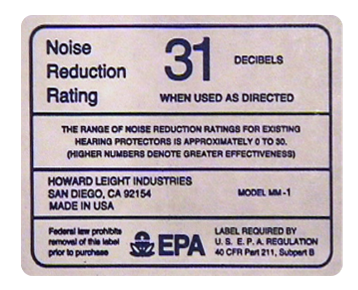 Noise Reduction Rating
31 DECIBELS
WHEN USED AS DIRECTED
THE RANGE OF NOISE REDUCTION RATINGS FOR EXISTING
HEARING PROTECTORS IS APPROXIMATELY 0 TO 30.
(HIGHER NUMBERS DENOTE GREATER EFFECTIVENESS)
HOWARD LEIGHT INDUSTRIES
SAN DIEGO, CA 92154
MADE IN USA
MODEL MM-1
Federal law prohibits
removal of this label
prior to purchase
EPA
LABEL REQUIRED BY
U. S. E. P. A. REGULATION
40 CFR Part 211, Subpart B